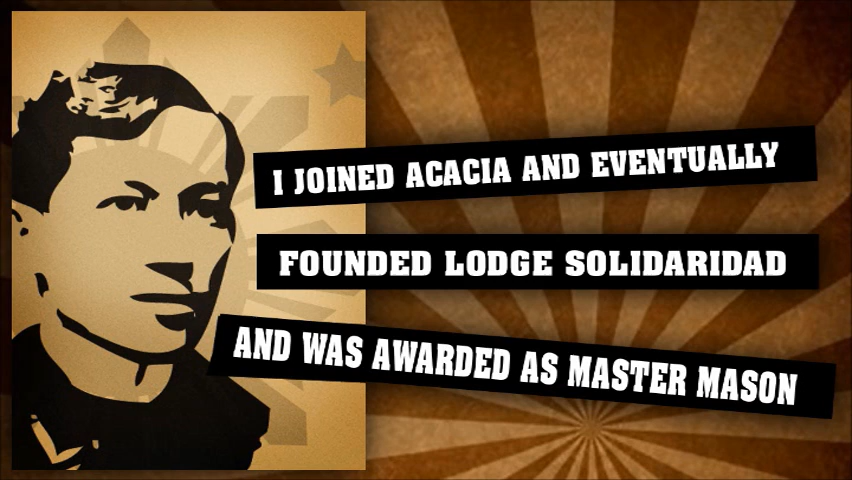 I JOINED ACACIA AND EVENTUALLY
FOUNDED LODGE SOLIDARIDAD
AND WAS AWARDED AS MASTER MASON